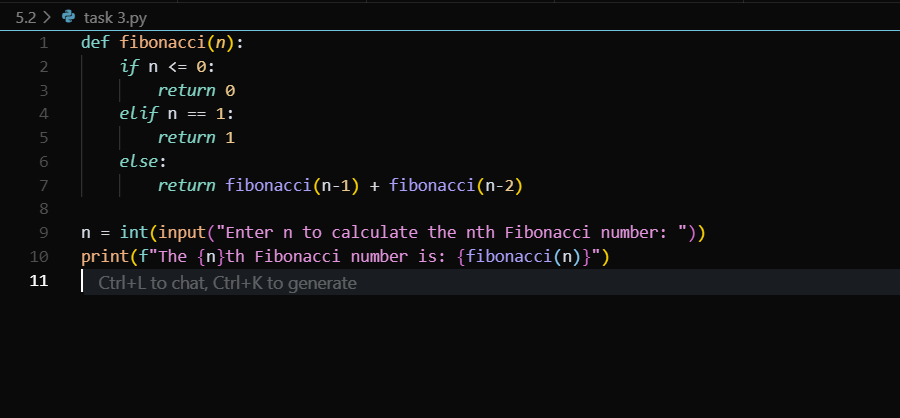 5.2 > task 3.py
1 def fibonacci(n):
2     if n <= 0:
3         return 0
4     elif n == 1:
5         return 1
6     else:
7         return fibonacci(n-1) + fibonacci(n-2)
8
9 n = int(input("Enter n to calculate the nth Fibonacci number: "))
10 print(f"The {n}th Fibonacci number is: {fibonacci(n)}")
11 Ctrl+L to chat, Ctrl+K to generate